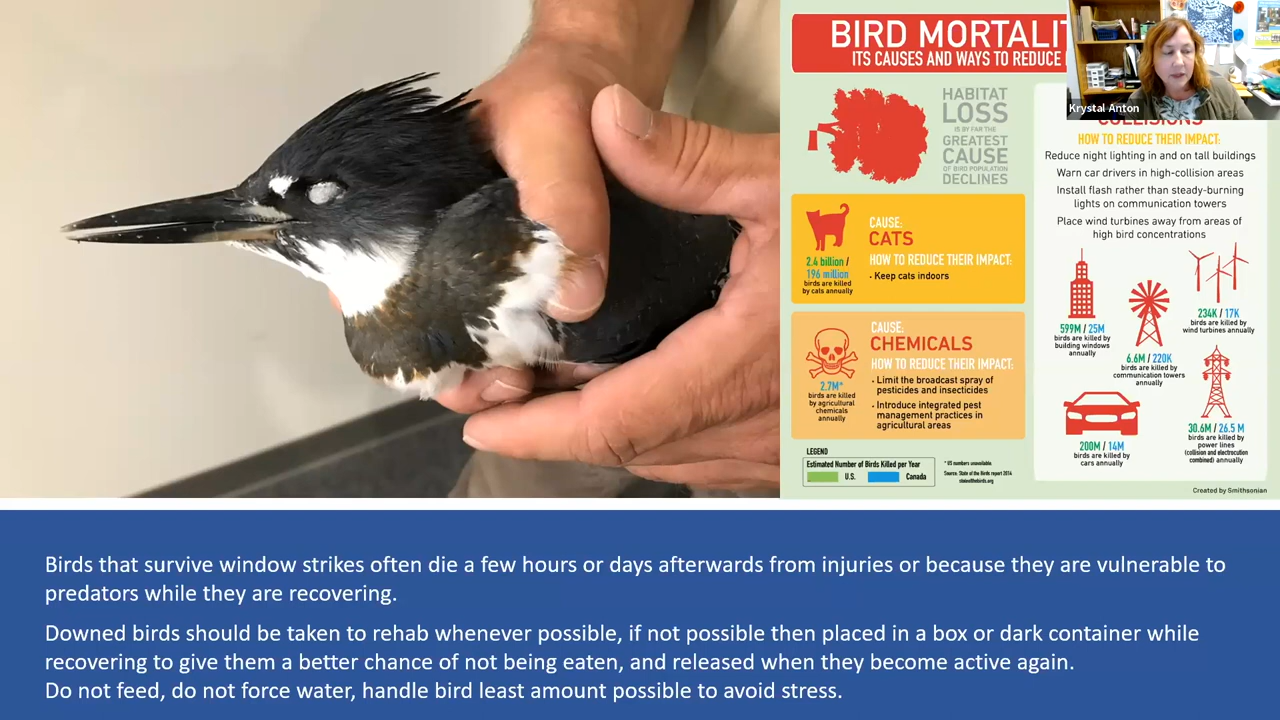 BIRD MORTALIT
ITS CAUSES AND WAYS TO REDUCE
Krystal Anton
HABITAT
LOSS
IS BY FAR THE
GREATEST
CAUSE
OF BIRD POPULATION
DECLINES
CAUSE:
CATS
HOW TO REDUCE THEIR IMPACT:
· Keep cats indoors
2.4 billion /
196 million
birds are killed
by cats annually
CAUSE:
CHEMICALS
HOW TO REDUCE THEIR IMPACT:
· Limit the broadcast spray of
pesticides and insecticides
· Introduce integrated pest
management practices in
agricultural areas
2.7M*
birds are killed
by agricultural
chemicals
annually
LEGEND
Estimated Number of Birds Killed per Year
U.S.
Canada
* US numbers unavailable.
Source: State of the Birds report 2014
stateofthebirds.org
COLLISIONS
HOW TO REDUCE THEIR IMPACT:
Reduce night lighting in and on tall buildings
Warn car drivers in high-collision areas
Install flash rather than steady-burning
lights on communication towers
Place wind turbines away from areas of
high bird concentrations
599M / 25M
birds are killed by
building windows
annually
6.6M / 220K
birds are killed by
communication towers
annually
234K / 17K
birds are killed by
wind turbines annually
200M / 14M
birds are killed by
cars annually
30.6M / 26.5 M
birds are killed by
power lines
(collision and electrocution
combined) annually
Created by Smithsonian
Birds that survive window strikes often die a few hours or days afterwards from injuries or because they are vulnerable to
predators while they are recovering.
Downed birds should be taken to rehab whenever possible, if not possible then placed in a box or dark container while
recovering to give them a better chance of not being eaten, and released when they become active again.
Do not feed, do not force water, handle bird least amount possible to avoid stress.